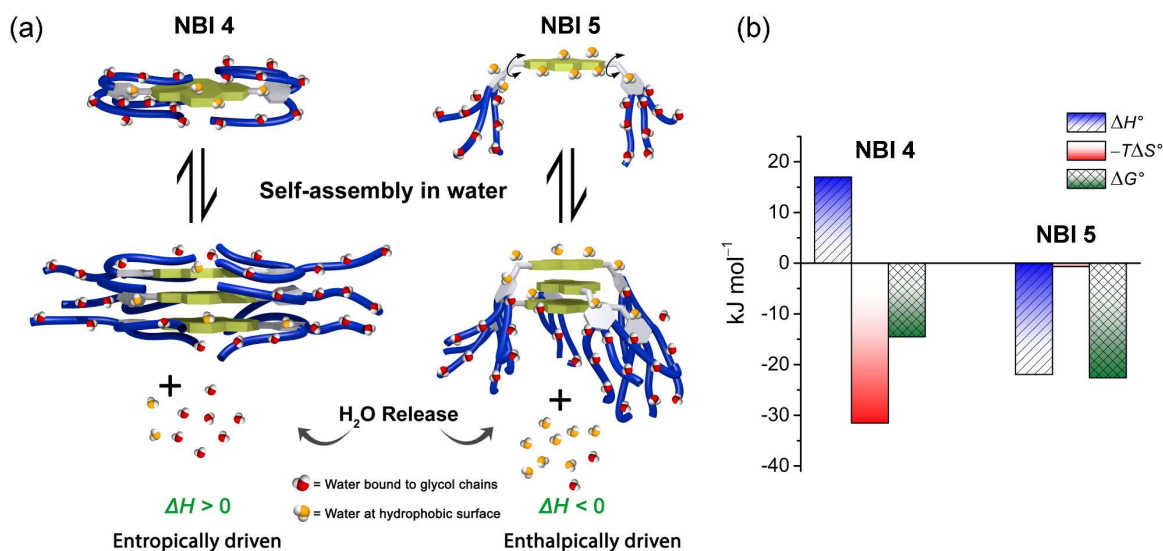 (a)
NBI 4
NBI 5
Self-assembly in water
+
+
H₂O Release
= Water bound to glycol chains
= Water at hydrophobic surface
ΔH > 0
ΔH < 0
Entropically driven
Enthalpically driven
(b)
ΔH°
−TΔS°
ΔG°
NBI 4
NBI 5
kJ mol⁻¹
20
10
0
-10
-20
-30
-40